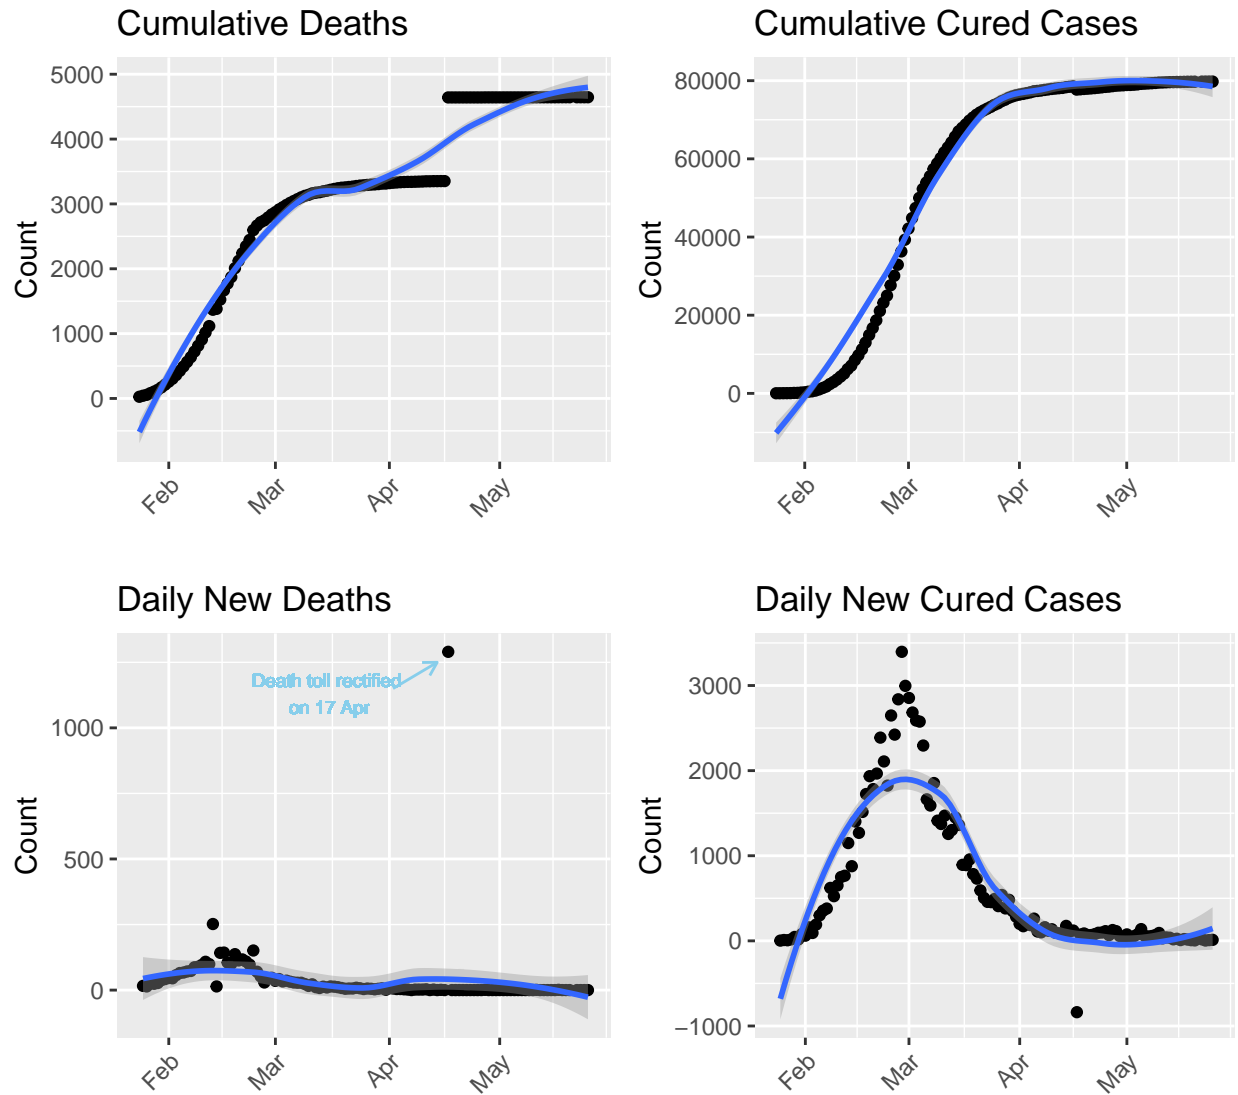 Cumulative Deaths
Count
5000
4000
3000
2000
1000
0
Feb
Mar
Apr
May
Cumulative Cured Cases
Count
80000
60000
40000
20000
0
Feb
Mar
Apr
May
Daily New Deaths
Count
1000
500
0
Death toll rectified
on 17 Apr
Feb
Mar
Apr
May
Daily New Cured Cases
Count
3000
2000
1000
0
−1000
Feb
Mar
Apr
May